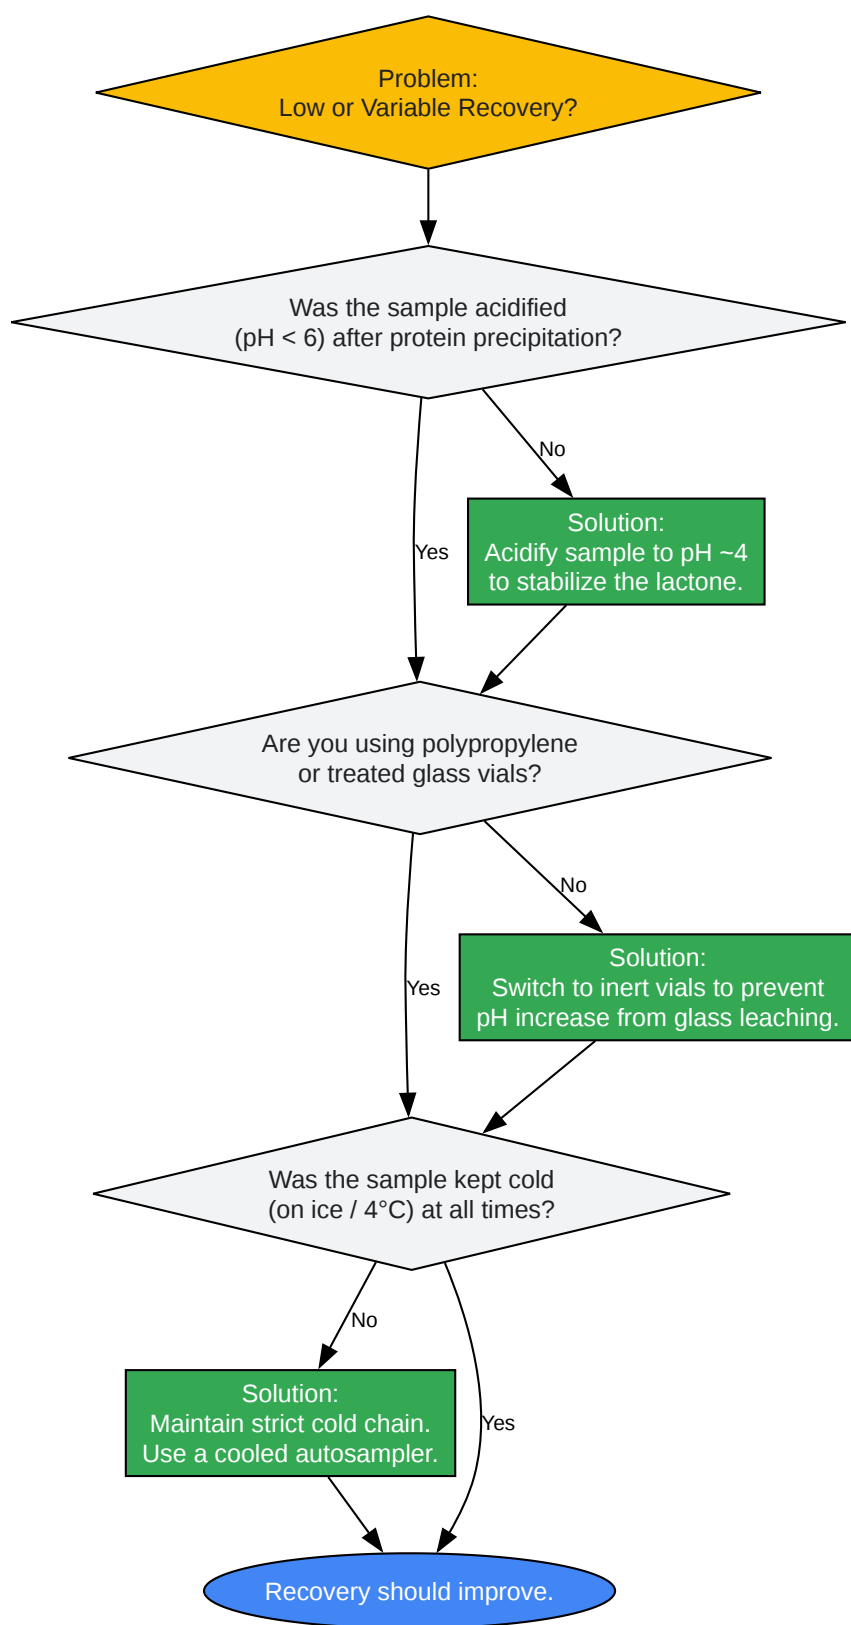 Problem:
Low or Variable Recovery?
Was the sample acidified
(pH < 6) after protein precipitation?
No
Yes
Solution:
Acidify sample to pH ~4
to stabilize the lactone.
Are you using polypropylene
or treated glass vials?
No
Yes
Solution:
Switch to inert vials to prevent
pH increase from glass leaching.
Was the sample kept cold
(on ice / 4°C) at all times?
No
Yes
Solution:
Maintain strict cold chain.
Use a cooled autosampler.
Recovery should improve.